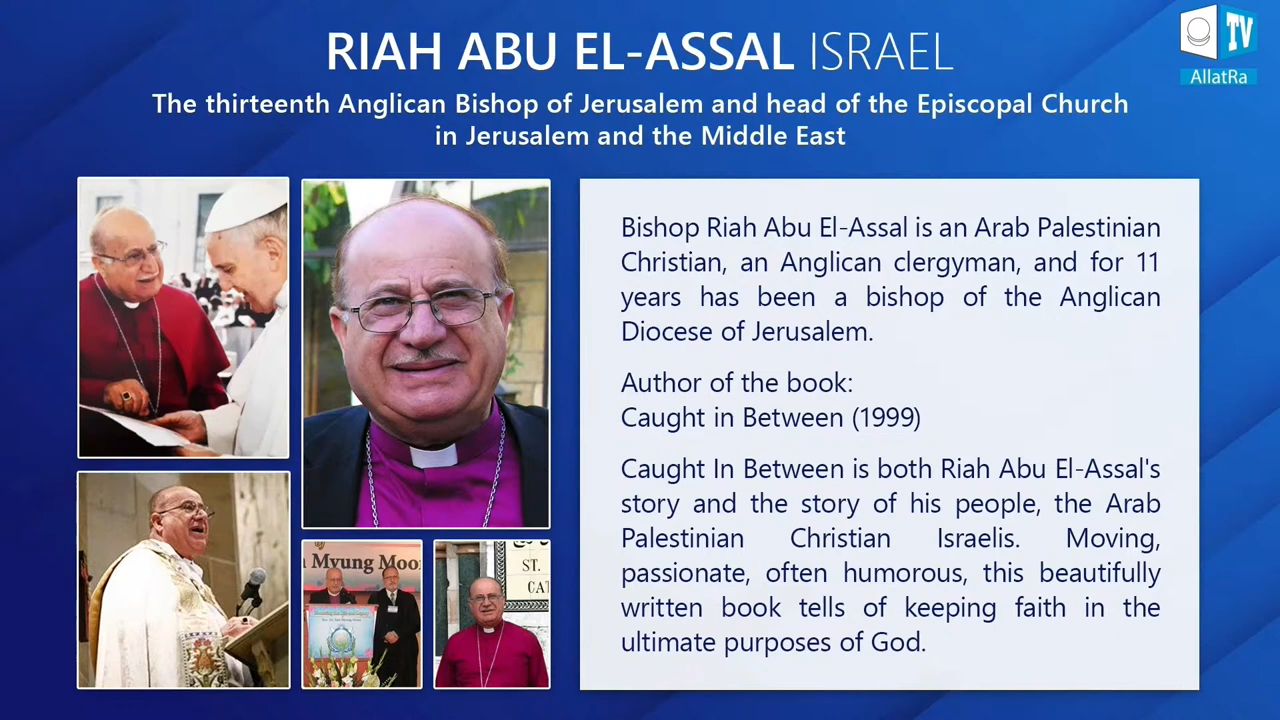 RIAH ABU EL-ASSAL ISRAEL
TV
AllatRa
The thirteenth Anglican Bishop of Jerusalem and head of the Episcopal Church
in Jerusalem and the Middle East
Bishop Riah Abu El-Assal is an Arab Palestinian
Christian, an Anglican clergyman, and for 11
years has been a bishop of the Anglican
Diocese of Jerusalem.
Author of the book:
Caught in Between (1999)
Caught In Between is both Riah Abu El-Assal's
story and the story of his people, the Arab
Palestinian Christian Israelis. Moving,
passionate, often humorous, this beautifully
written book tells of keeping faith in the
ultimate purposes of God.
Myung Moo
ST.
CAT